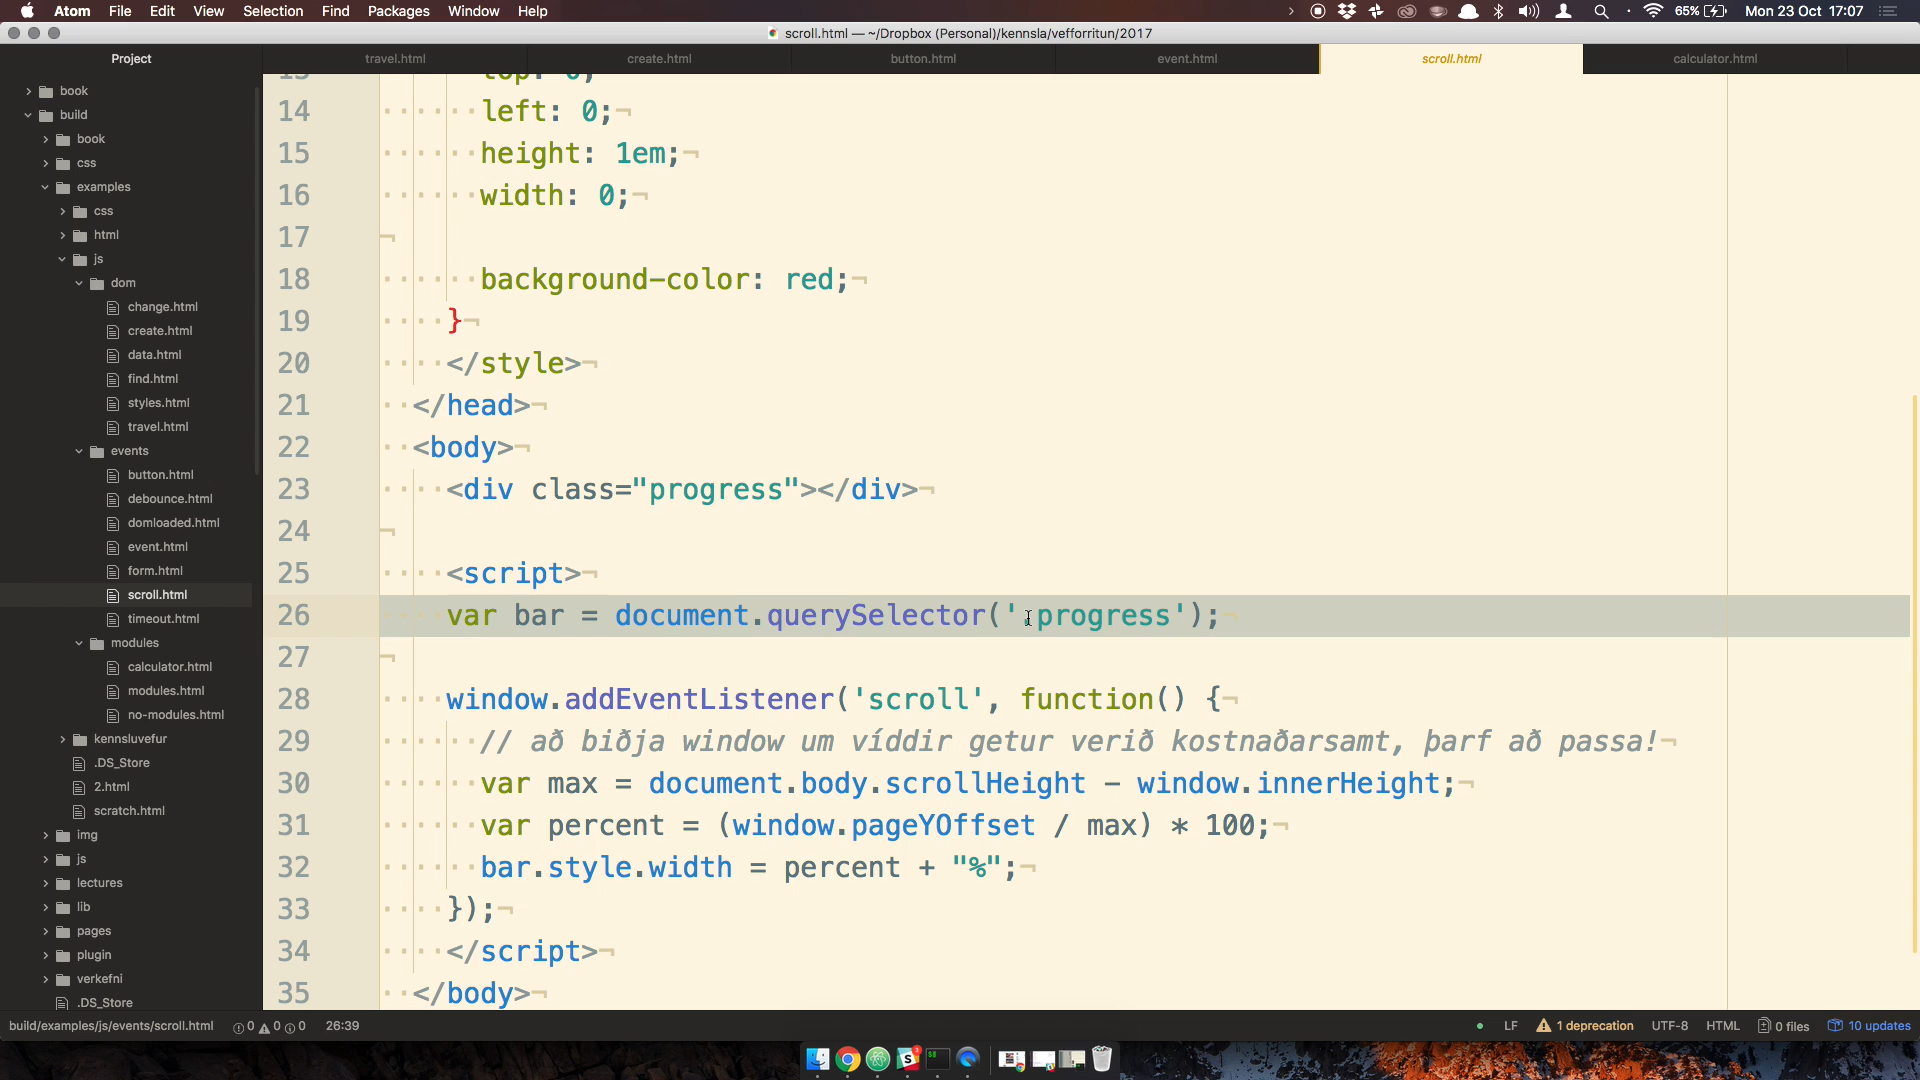 Atom File Edit View Selection Find Packages Window Help 65% Mon 23 Oct 17:07
scroll.html — ~/Dropbox (Personal)/kennsla/vefforritun/2017
Project travel.html create.html button.html event.html scroll.html calculator.html
book
build
book
css
examples
css
html
js
dom
change.html
create.html
data.html
find.html
styles.html
travel.html
events
button.html
debounce.html
domloaded.html
event.html
form.html
scroll.html
timeout.html
modules
calculator.html
modules.html
no-modules.html
kennsluvefur
.DS_Store
2.html
scratch.html
img
js
lectures
lib
pages
plugin
verkefni
.DS_Store
13 top: 0;¬
14 left: 0;¬
15 height: 1em;¬
16 width: 0;¬
17 ¬
18 background-color: red;¬
19 }¬
20 </style>¬
21 </head>¬
22 <body>¬
23 <div class="progress"></div>¬
24 ¬
25 <script>¬
26 var bar = document.querySelector('.progress');¬
27 ¬
28 window.addEventListener('scroll', function() {¬
29 // að biðja window um víddir getur verið kostnaðarsamt, þarf að passa!¬
30 var max = document.body.scrollHeight - window.innerHeight;¬
31 var percent = (window.pageYOffset / max) * 100;¬
32 bar.style.width = percent + "%";¬
33 });¬
34 </script>¬
35 </body>¬
build/examples/js/events/scroll.html 0 0 0 26:39 LF 1 deprecation UTF-8 HTML 0 files 10 updates